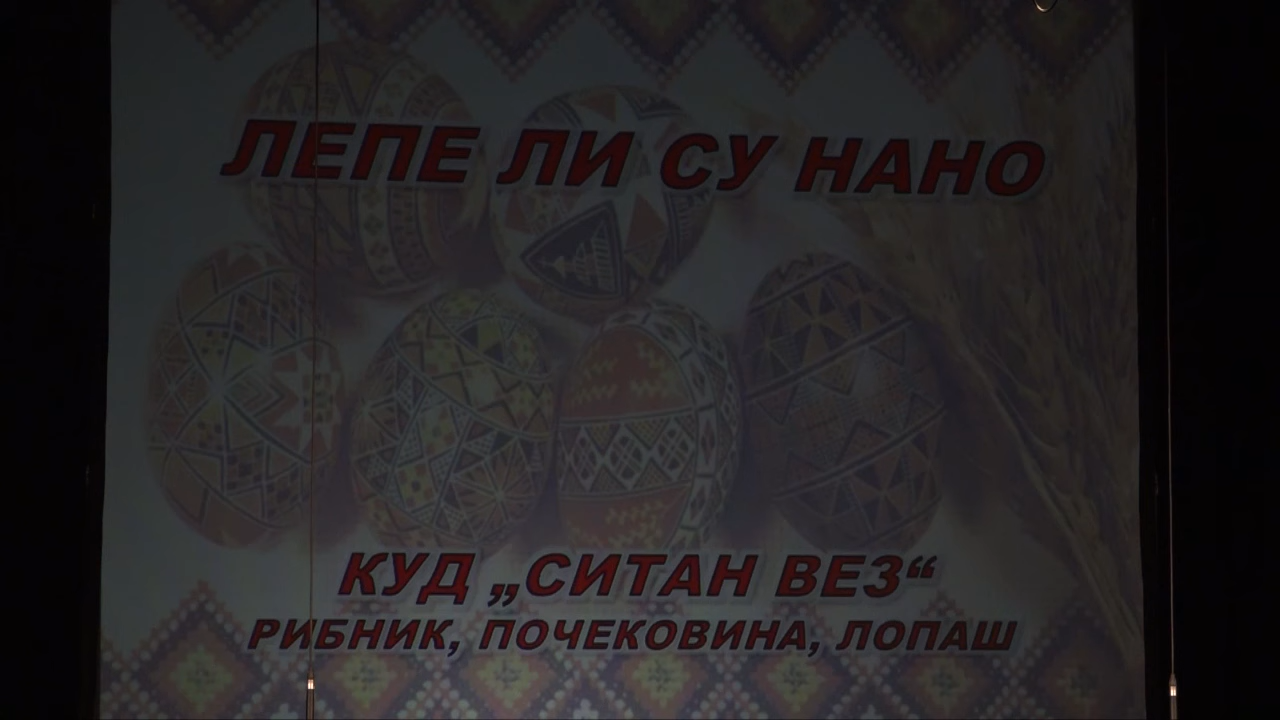 ЛЕПЕ ЛИ СУ НАНО
КУД „СИТАН ВЕЗ“
РИБНИК, ПОЧЕКОВИНА, ЛОПАШ